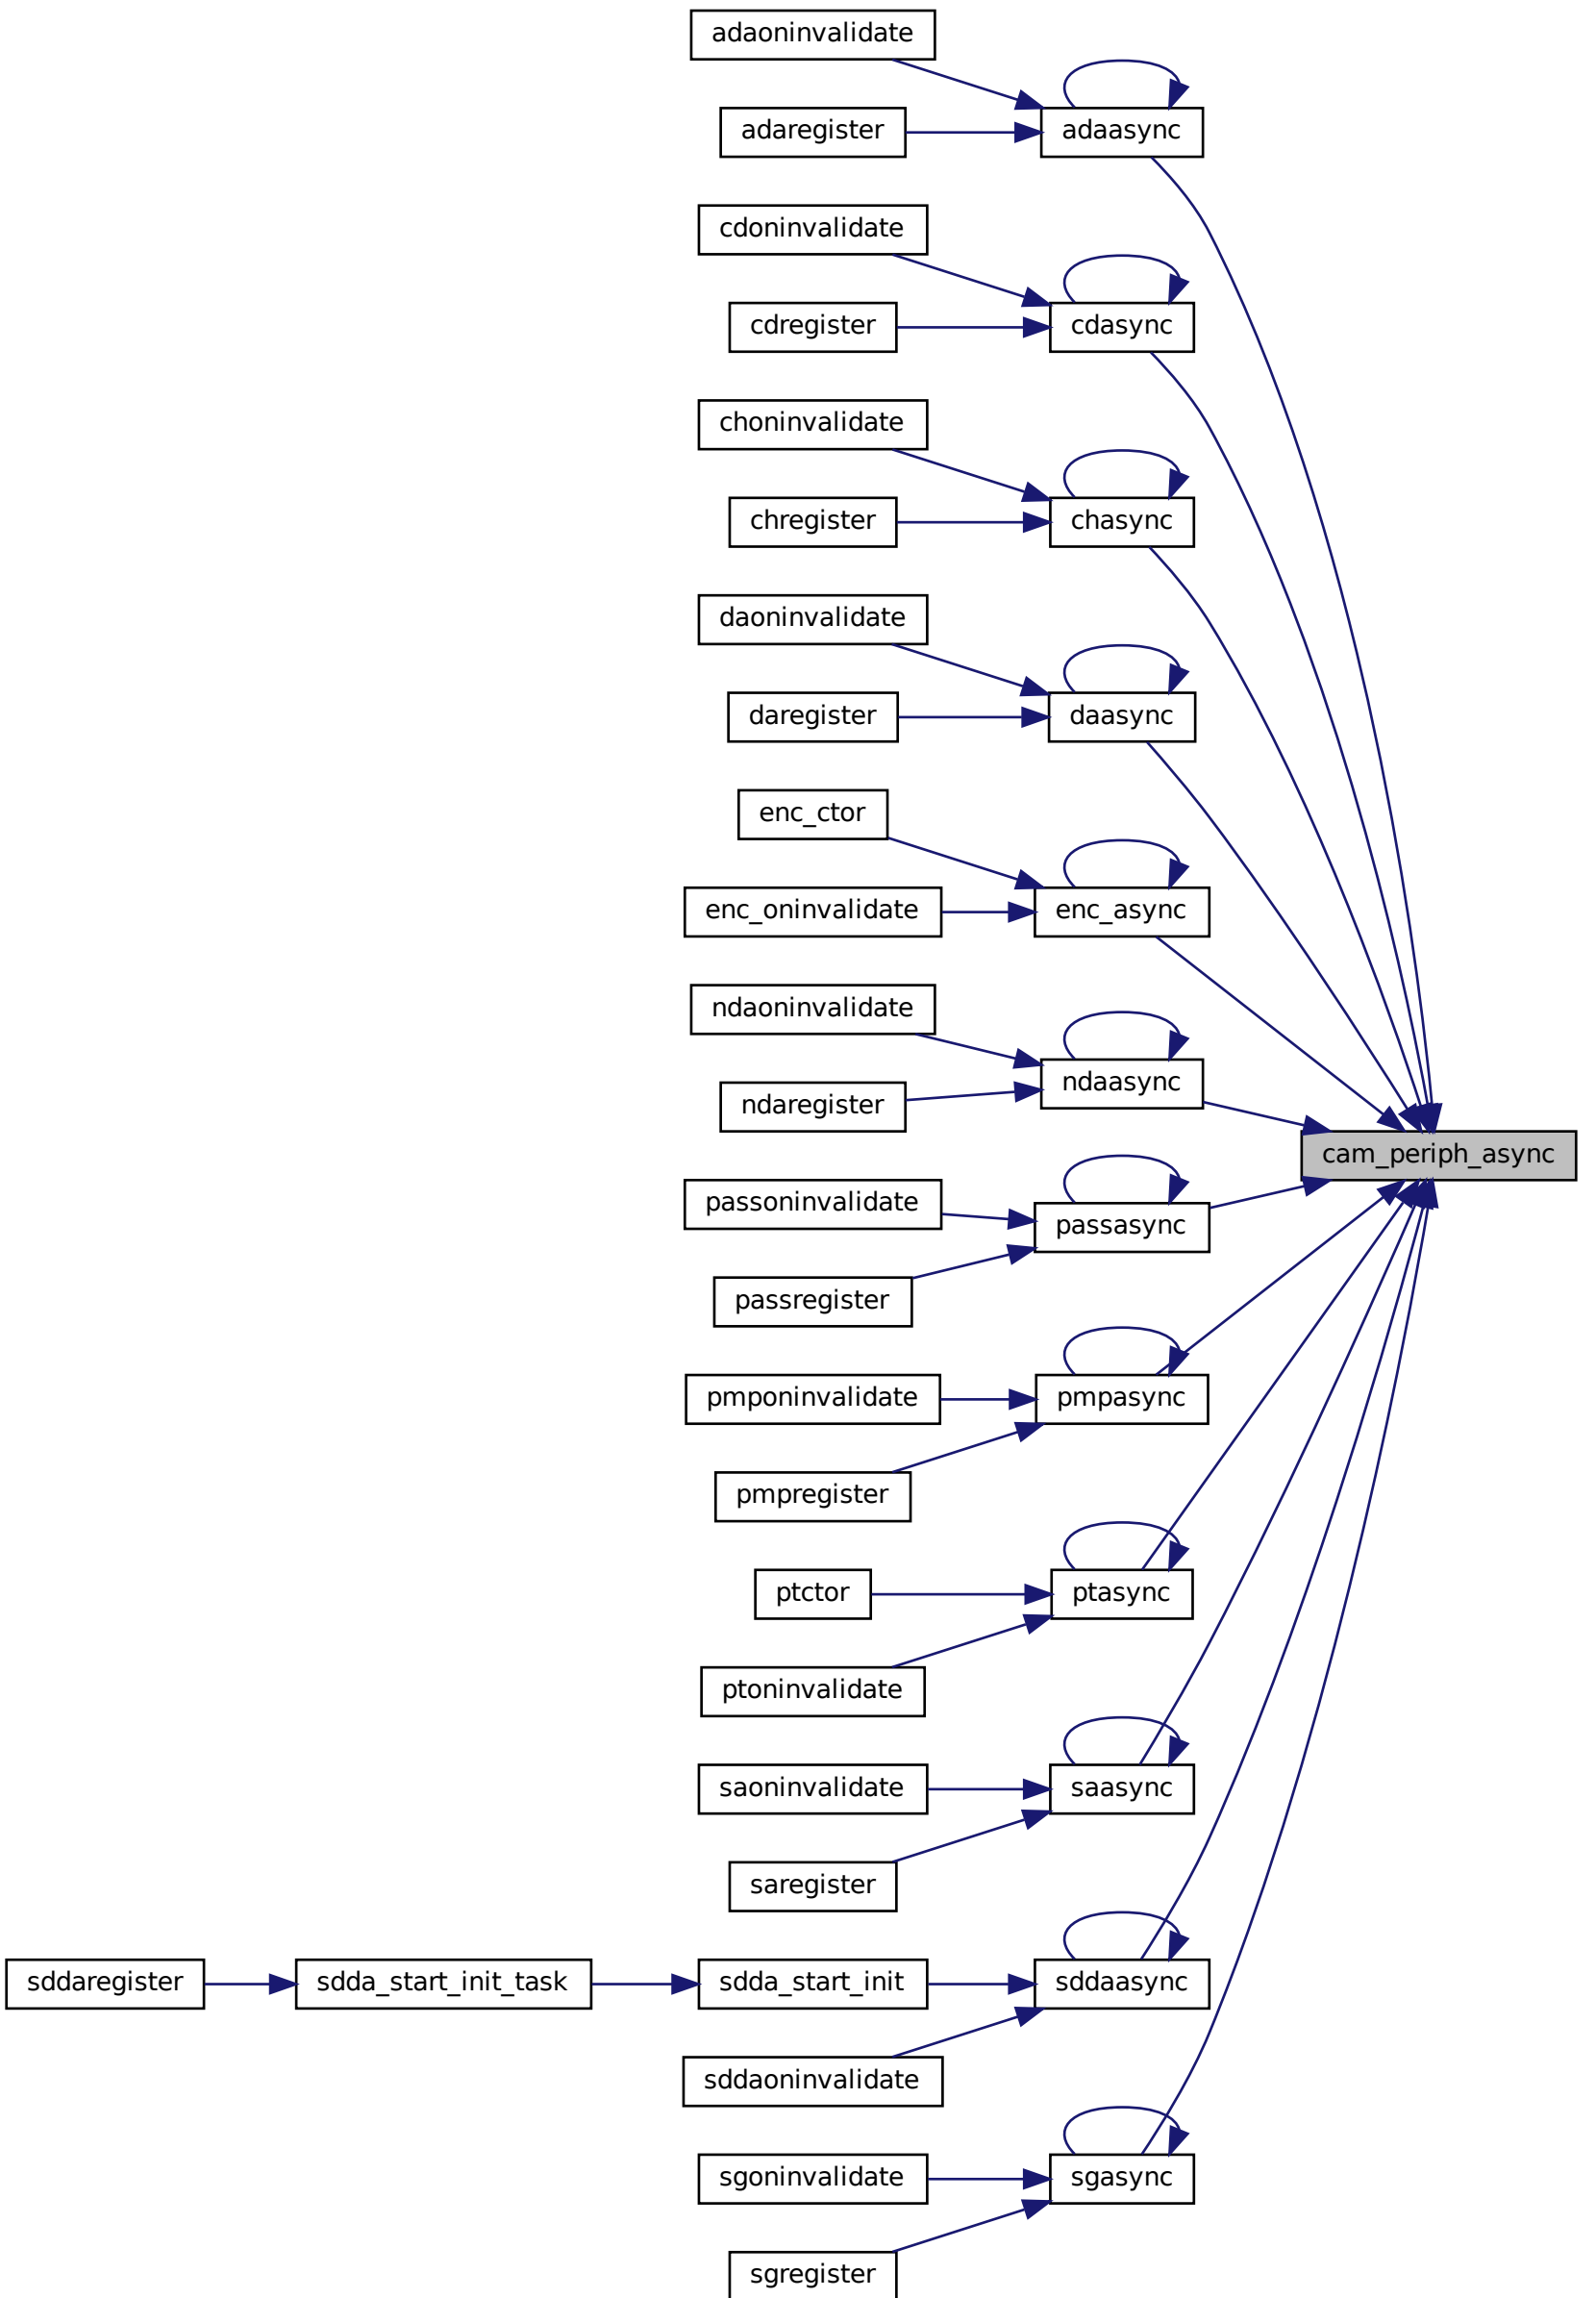 adaoninvalidate
adaasync
adaregister
cdoninvalidate
cdasync
cdregister
choninvalidate
chasync
chregister
daoninvalidate
daasync
daregister
enc_ctor
enc_oninvalidate
enc_async
ndaoninvalidate
ndaasync
ndaregister
cam_periph_async
passoninvalidate
passasync
passregister
pmponinvalidate
pmpasync
pmpregister
ptctor
ptasync
ptoninvalidate
saoninvalidate
saasync
saregister
sddaregister
sdda_start_init_task
sdda_start_init
sddaasync
sddaoninvalidate
sgoninvalidate
sgasync
sgregister